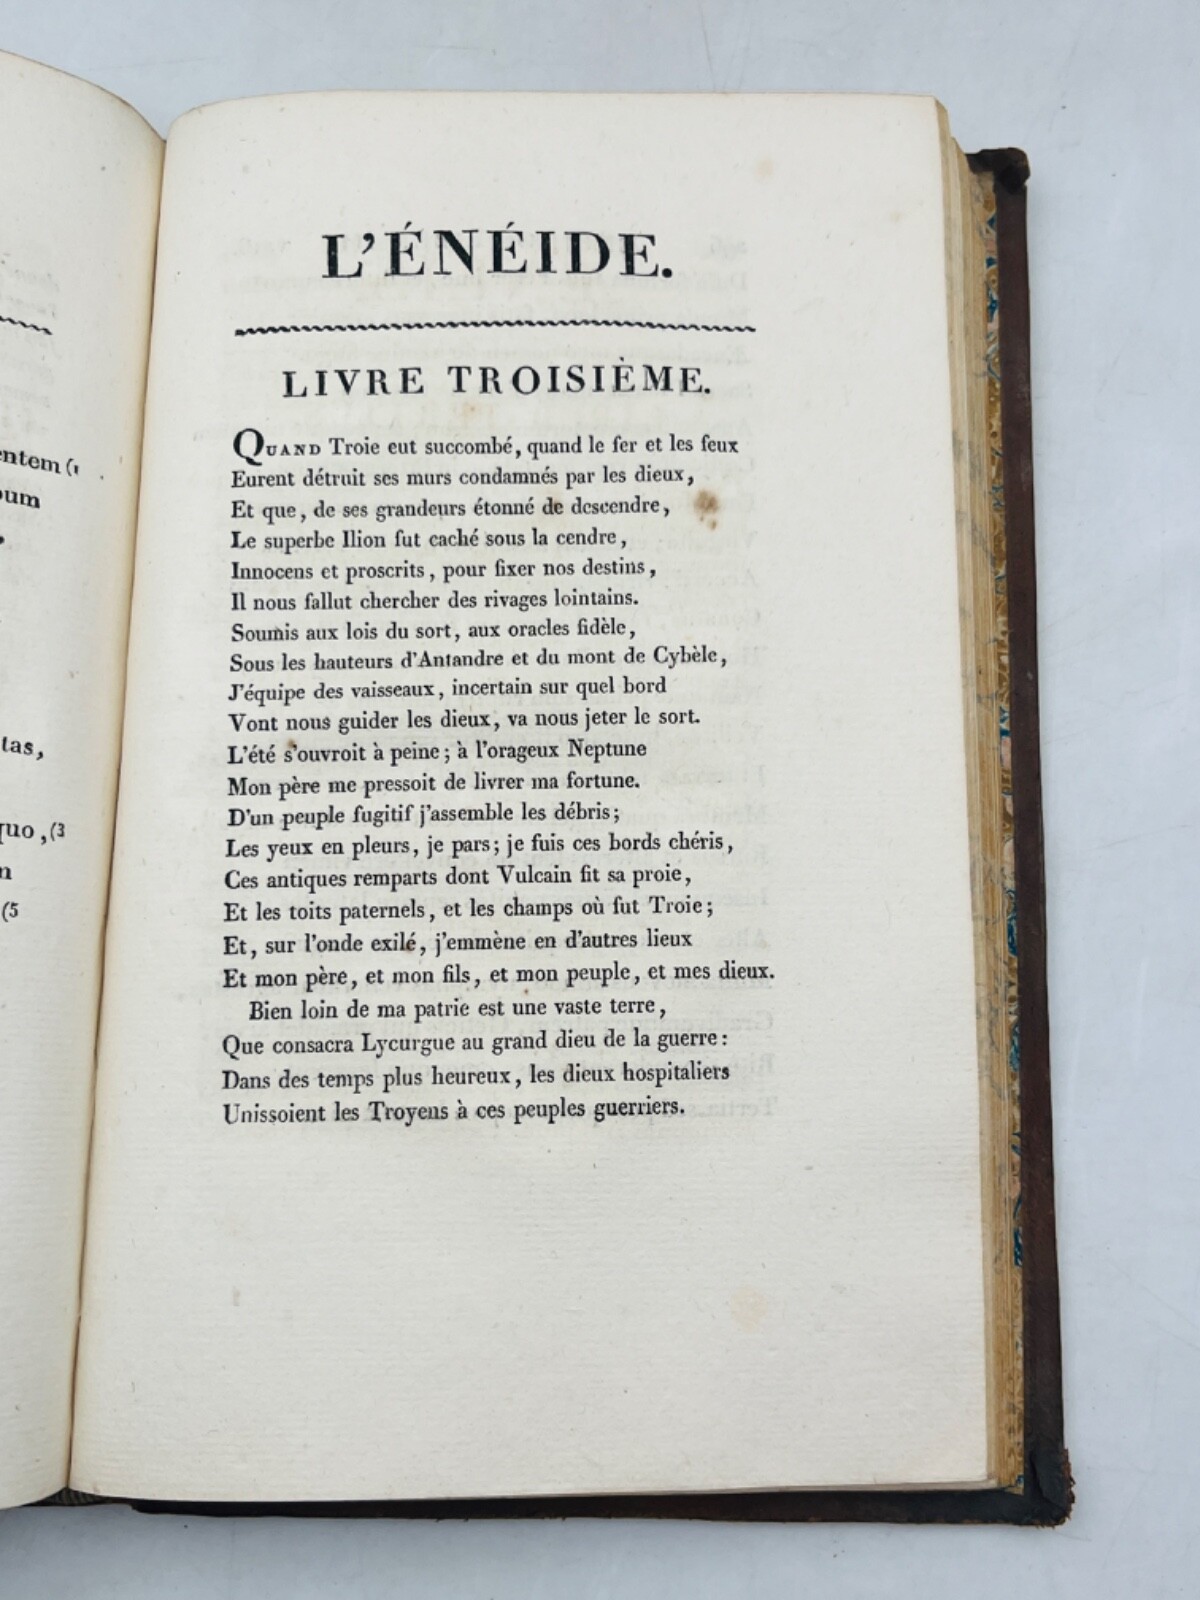 ntem (1
um
tas,
quo, (3
n
(5
L'ÉNÉIDE.
LIVRE TROISIÈME.
QUAND Troie eut succombé, quand le fer et les feux
Eurent détruit ses murs condamnés par les dieux,
Et que, de ses grandeurs étonné de descendre,
Le superbe Ilion fut caché sous la cendre,
Innocens et proscrits, pour fixer nos destins,
Il nous fallut chercher des rivages lointains.
Soumis aux lois du sort, aux oracles fidèle,
Sous les hauteurs d'Antandre et du mont de Cybèle,
J'équipe des vaisseaux, incertain sur quel bord
Vont nous guider les dieux, va nous jeter le sort.
L'été s'ouvroit à peine; à l'orageux Neptune
Mon père me pressoit de livrer ma fortune.
D'un peuple fugitif j'assemble les débris;
Les yeux en pleurs, je pars; je fuis ces bords chéris,
Ces antiques remparts dont Vulcain fit sa proie,
Et les toits paternels, et les champs où fut Troie;
Et, sur l'onde exilé, j'emmène en d'autres lieux
Et mon père, et mon fils, et mon peuple, et mes dieux.
Bien loin de ma patrie est une vaste terre,
Que consacra Lycurgue au grand dieu de la guerre:
Dans des temps plus heureux, les dieux hospitaliers
Unissoient les Troyens à ces peuples guerriers.